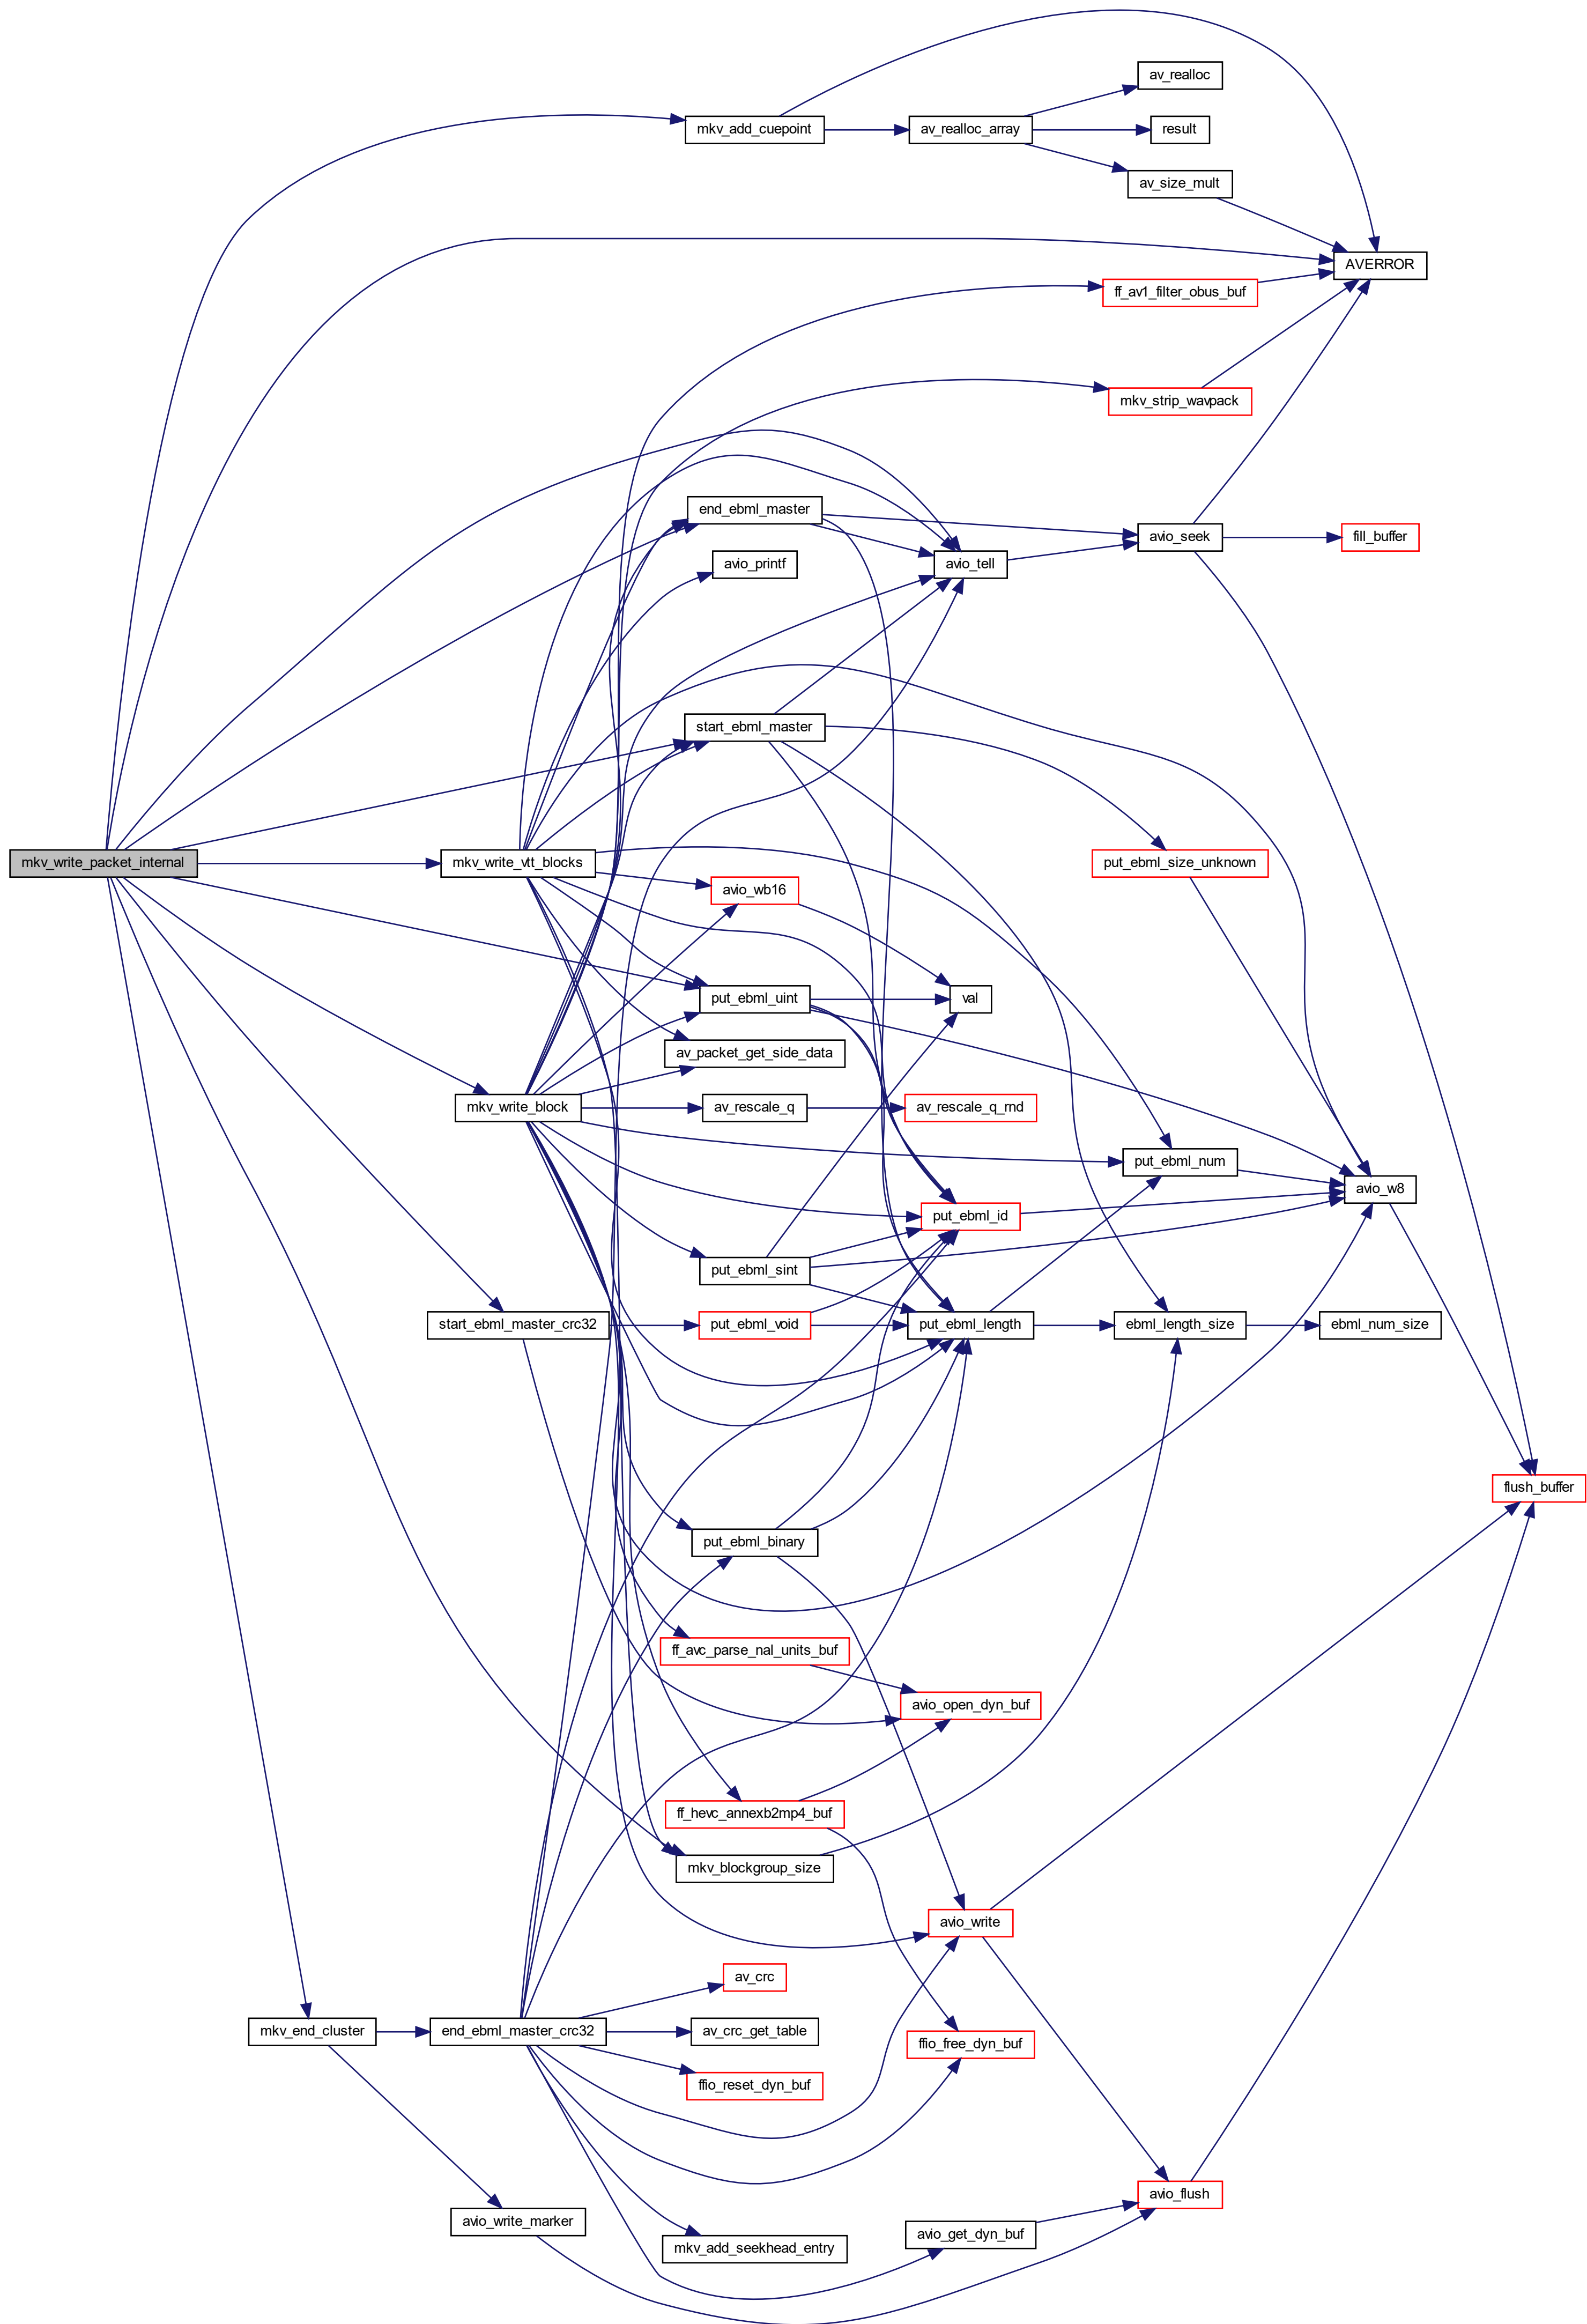 av_realloc
mkv_add_cuepoint
av_realloc_array
result
av_size_mult
AVERROR
ff_av1_filter_obus_buf
mkv_strip_wavpack
end_ebml_master
avio_seek
fill_buffer
avio_printf
avio_tell
start_ebml_master
mkv_write_packet_internal
mkv_write_vtt_blocks
put_ebml_size_unknown
avio_wb16
put_ebml_uint
val
av_packet_get_side_data
mkv_write_block
av_rescale_q
av_rescale_q_rnd
put_ebml_num
avio_w8
put_ebml_id
put_ebml_sint
start_ebml_master_crc32
put_ebml_void
put_ebml_length
ebml_length_size
ebml_num_size
flush_buffer
put_ebml_binary
ff_avc_parse_nal_units_buf
avio_open_dyn_buf
ff_hevc_annexb2mp4_buf
mkv_blockgroup_size
avio_write
av_crc
mkv_end_cluster
end_ebml_master_crc32
av_crc_get_table
ffio_free_dyn_buf
ffio_reset_dyn_buf
avio_flush
avio_write_marker
avio_get_dyn_buf
mkv_add_seekhead_entry